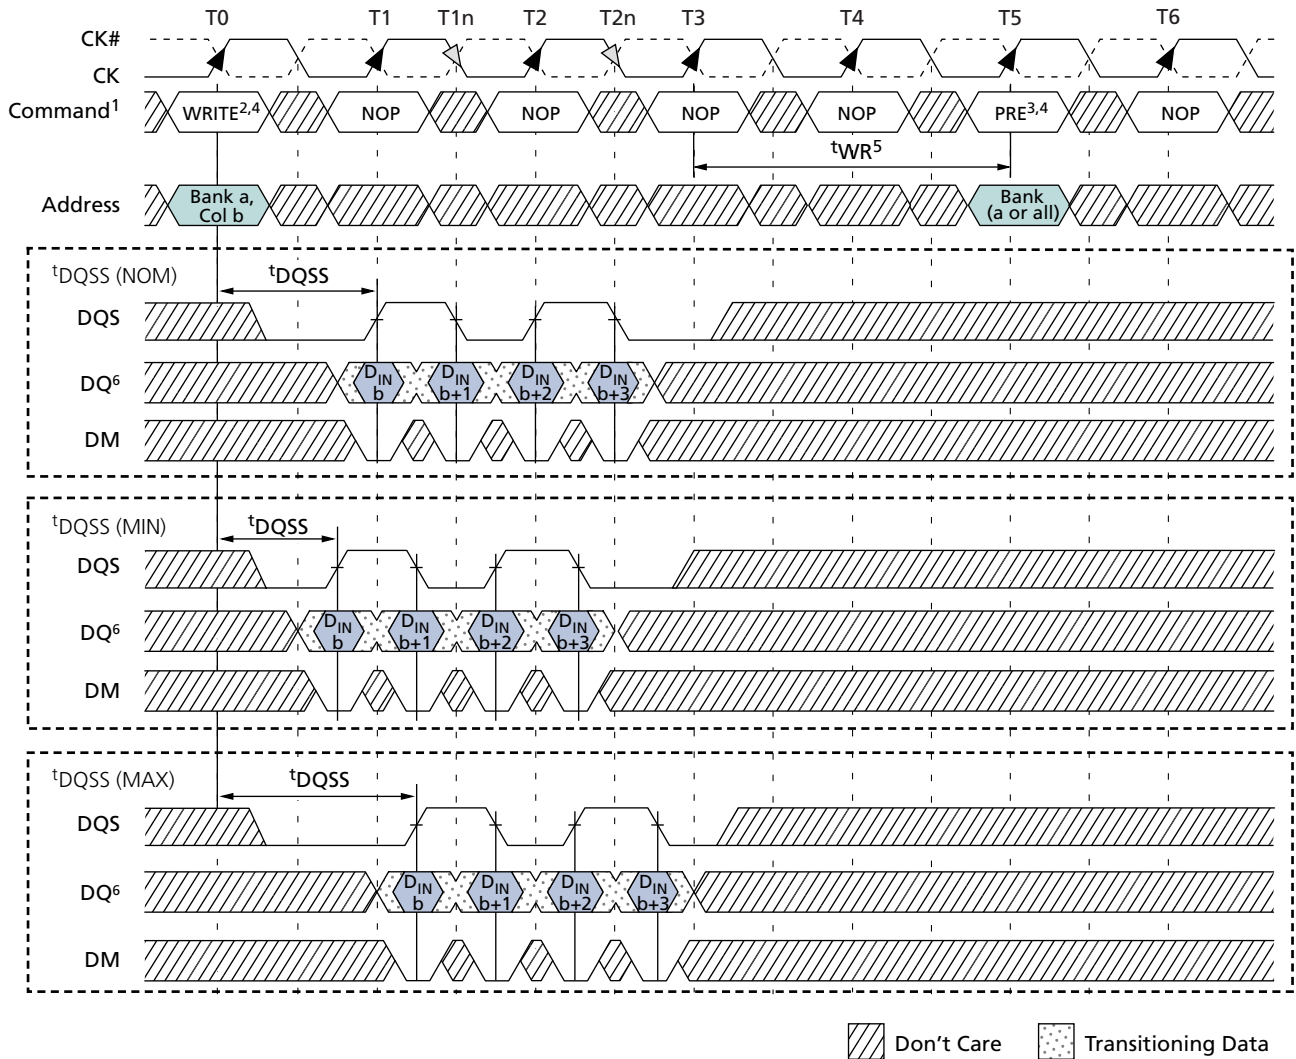 T0 T1 T1n T2 T2n T3 T4 T5 T6
CK#
CK
Command¹ WRITE²,⁴ NOP NOP NOP NOP PRE³,⁴ NOP
ᵗWR⁵
Address Bank a, Col b Bank (a or all)
ᵗDQSS (NOM) ᵗDQSS
DQS
DQ⁶ DIN b DIN b+1 DIN b+2 DIN b+3
DM
ᵗDQSS (MIN) ᵗDQSS
DQS
DQ⁶ DIN b DIN b+1 DIN b+2 DIN b+3
DM
ᵗDQSS (MAX) ᵗDQSS
DQS
DQ⁶ DIN b DIN b+1 DIN b+2 DIN b+3
DM
Don't Care Transitioning Data